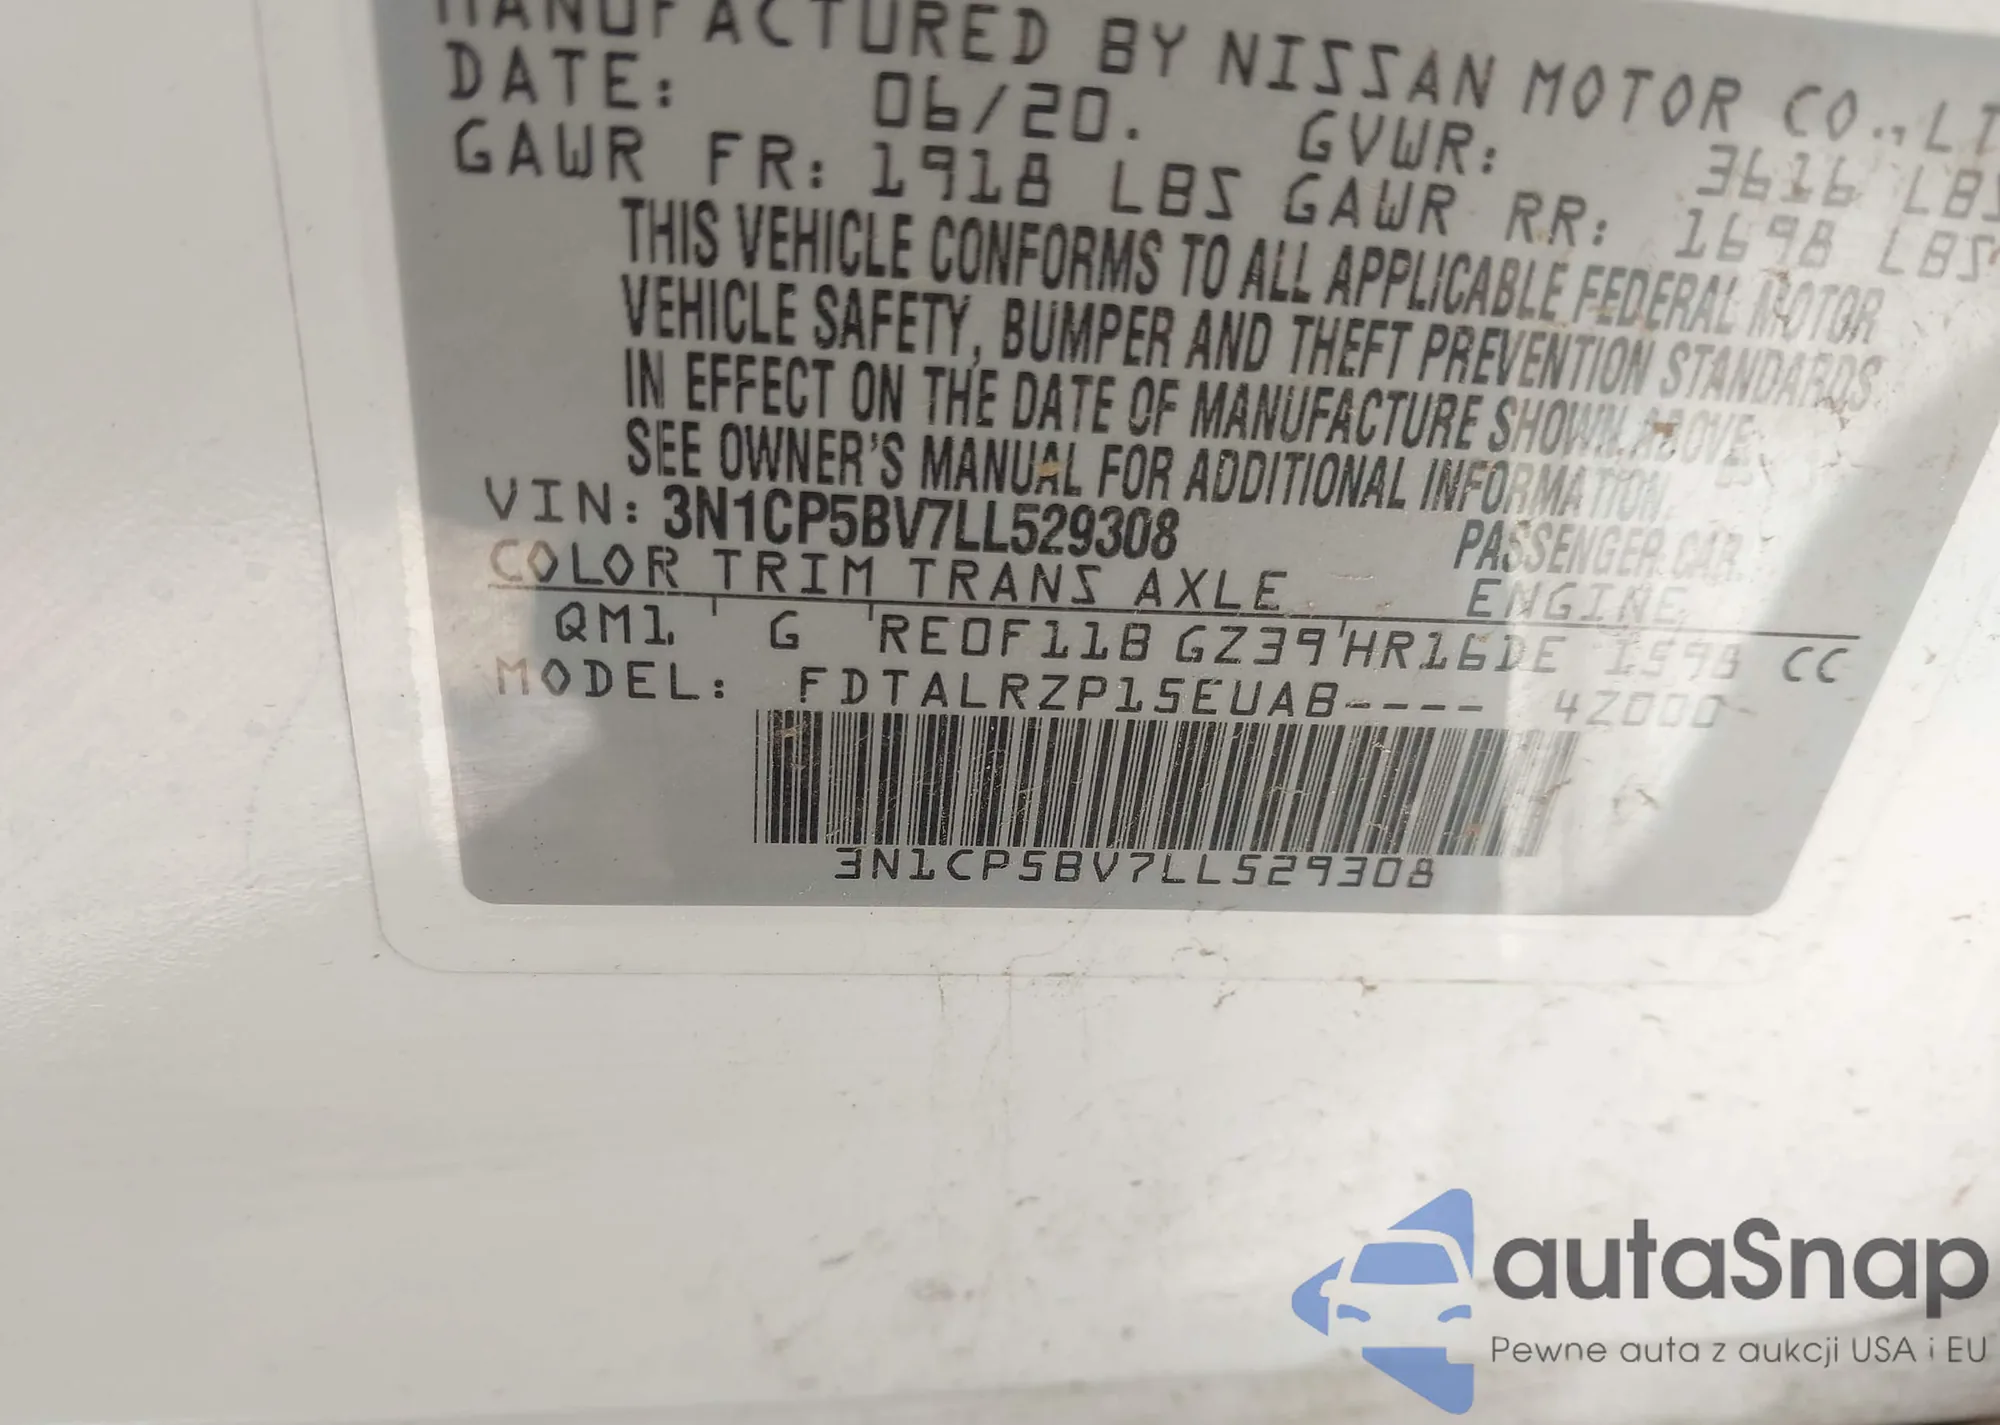 MANUFACTURED BY NISSAN MOTOR CO., LT
DATE: 06/20. GVWR: 3616 LBS
GAWR FR: 1918 LBS GAWR RR: 1698 LBS
THIS VEHICLE CONFORMS TO ALL APPLICABLE FEDERAL MOTOR
VEHICLE SAFETY, BUMPER AND THEFT PREVENTION STANDARDS
IN EFFECT ON THE DATE OF MANUFACTURE SHOWN ABOVE.
SEE OWNER'S MANUAL FOR ADDITIONAL INFORMATION.
VIN: 3N1CP5BV7LL529308 PASSENGER CAR
COLOR TRIM TRANS AXLE ENGINE
QM1 G RE0F11B GZ39 HR16DE 1598 CC
MODEL: FDTALRZP15EUAB---- 4Z000
3N1CP5BV7LL529308
autaSnap
Pewne auta z aukcji USA i EU